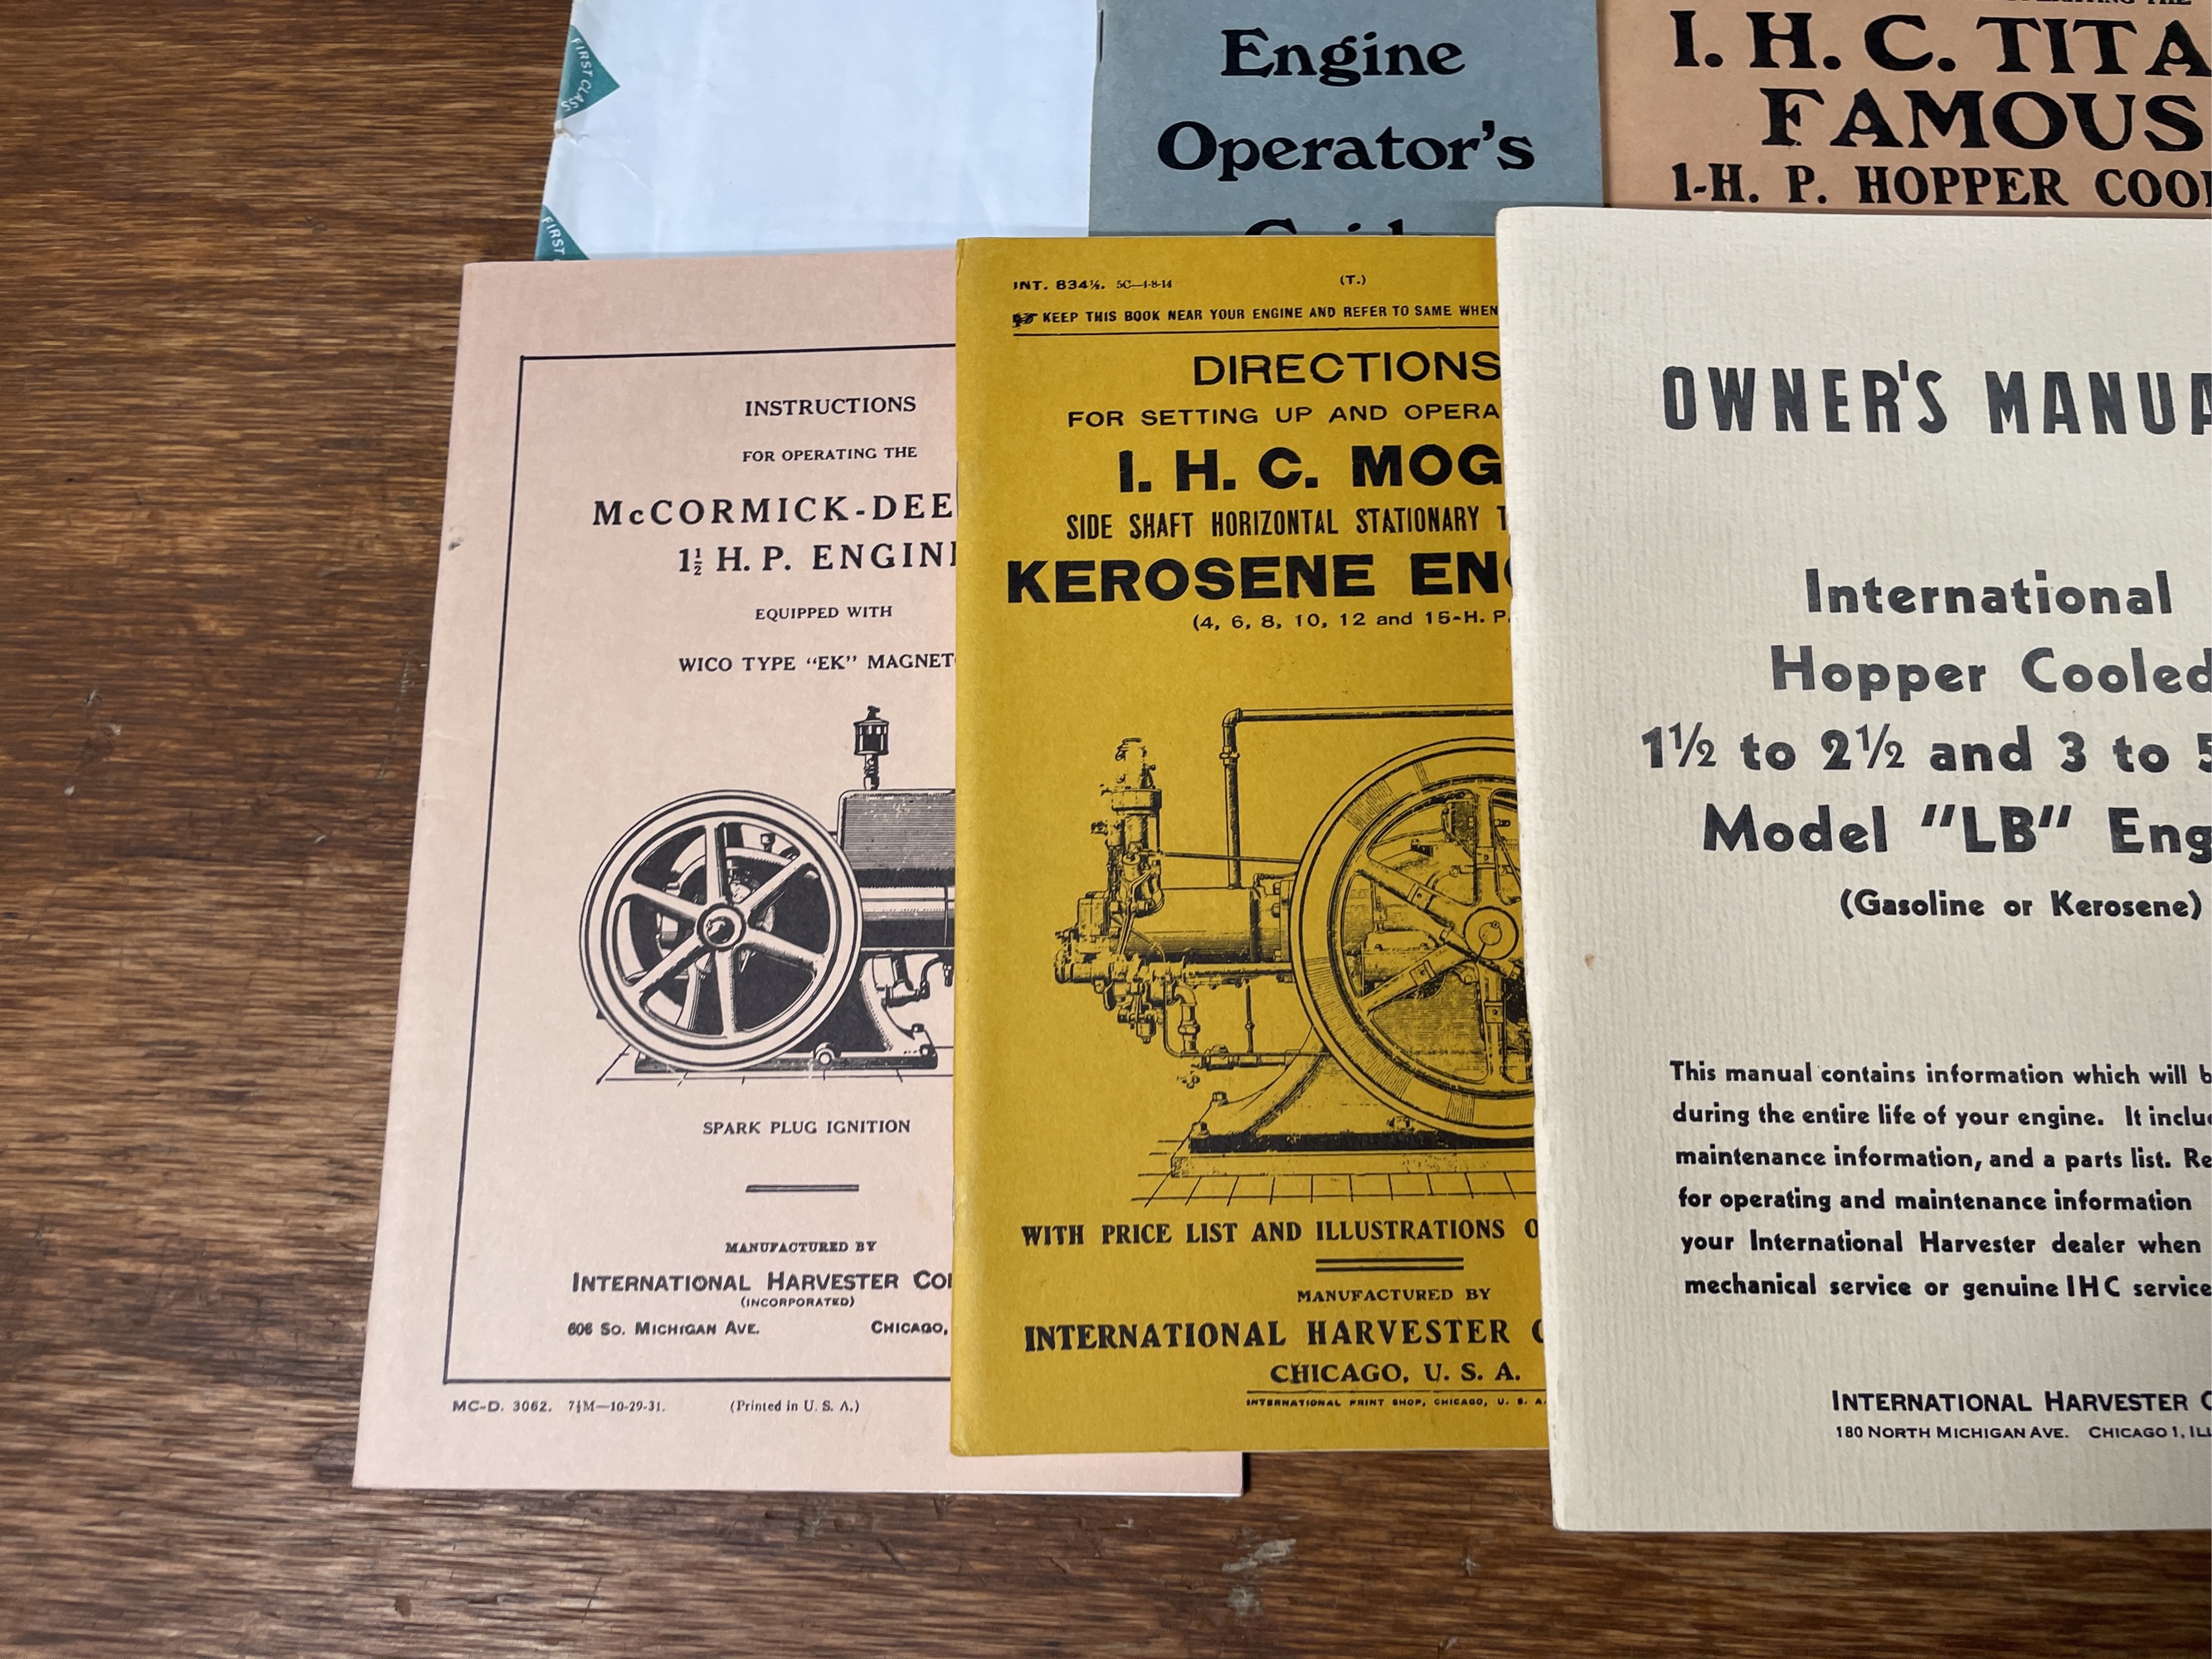 FIRST CLASS
FIRST
Engine
Operator's
I. H. C. TITA
FAMOUS
1-H. P. HOPPER COOL
INSTRUCTIONS
FOR OPERATING THE
McCORMICK-DEE
1½ H. P. ENGIN
EQUIPPED WITH
WICO TYPE "EK" MAGNET
SPARK PLUG IGNITION
MANUFACTURED BY
INTERNATIONAL HARVESTER CO
(INCORPORATED)
606 SO. MICHIGAN AVE. CHICAGO,
MC-D. 3062. 7½M—10-29-31. (Printed in U. S. A.)
INT. 834½. 5C—4-8-14 (T.)
KEEP THIS BOOK NEAR YOUR ENGINE AND REFER TO SAME WHEN
DIRECTIONS
FOR SETTING UP AND OPERA
I. H. C. MOG
SIDE SHAFT HORIZONTAL STATIONARY T
KEROSENE EN
(4, 6, 8, 10, 12 and 15-H. P.
WITH PRICE LIST AND ILLUSTRATIONS O
MANUFACTURED BY
INTERNATIONAL HARVESTER C
CHICAGO, U. S. A.
INTERNATIONAL PRINT SHOP, CHICAGO, U. S. A.
OWNER'S MANUA
International
Hopper Cooled
1½ to 2½ and 3 to 5
Model "LB" Eng
(Gasoline or Kerosene)
This manual contains information which will b
during the entire life of your engine. It inclu
maintenance information, and a parts list. Re
for operating and maintenance information
your International Harvester dealer when
mechanical service or genuine IHC service
INTERNATIONAL HARVESTER C
180 NORTH MICHIGAN AVE. CHICAGO 1, ILL